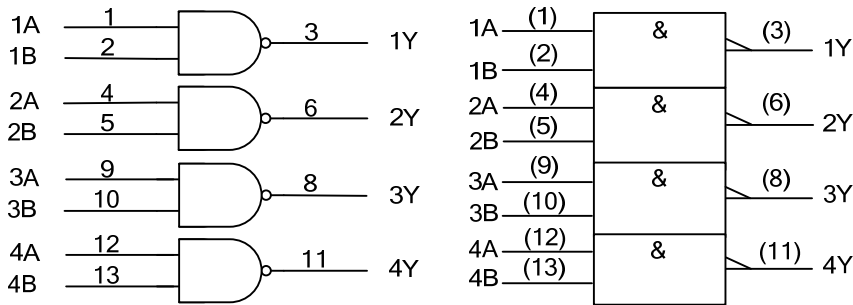 1A 1 3 1Y
1B 2
2A 4 6 2Y
2B 5
3A 9 8 3Y
3B 10
4A 12 11 4Y
4B 13
1A (1) & (3) 1Y
1B (2)
2A (4) & (6) 2Y
2B (5)
3A (9) & (8) 3Y
3B (10)
4A (12) & (11) 4Y
4B (13)